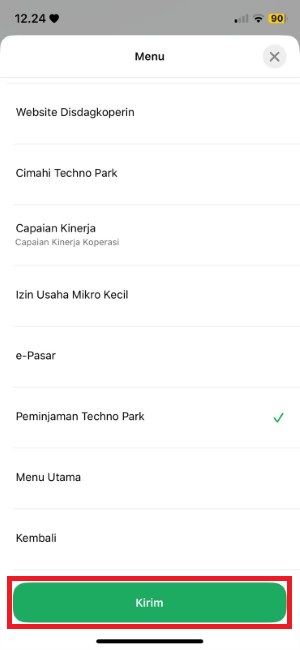 12.24
90
Menu
Website Disdagkoperin
Cimahi Techno Park
Capaian Kinerja
Capaian Kinerja Koperasi
Izin Usaha Mikro Kecil
e-Pasar
Peminjaman Techno Park
Menu Utama
Kembali
Kirim